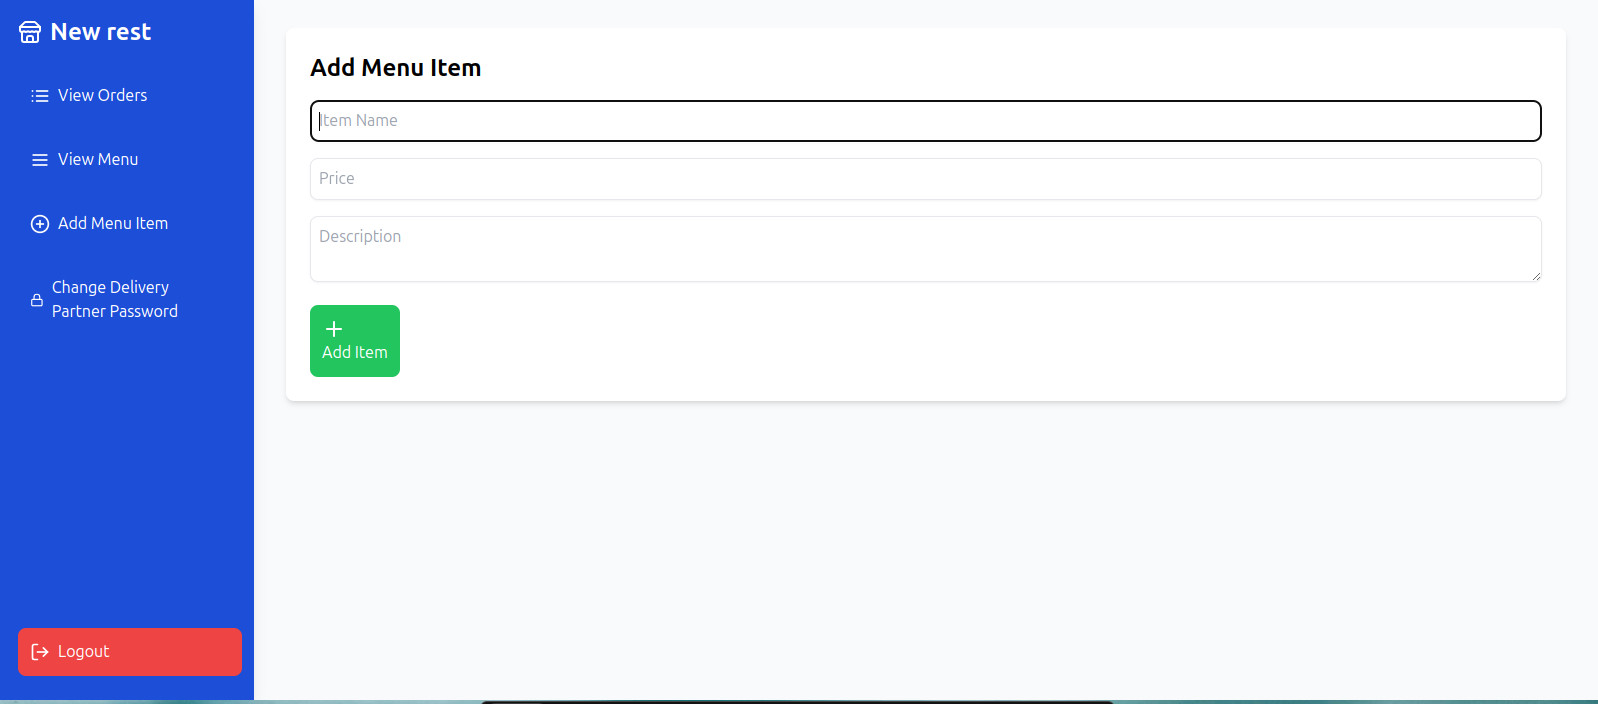 New rest
View Orders
View Menu
Add Menu Item
Change Delivery
Partner Password
Logout
Add Menu Item
Item Name
Price
Description
Add Item